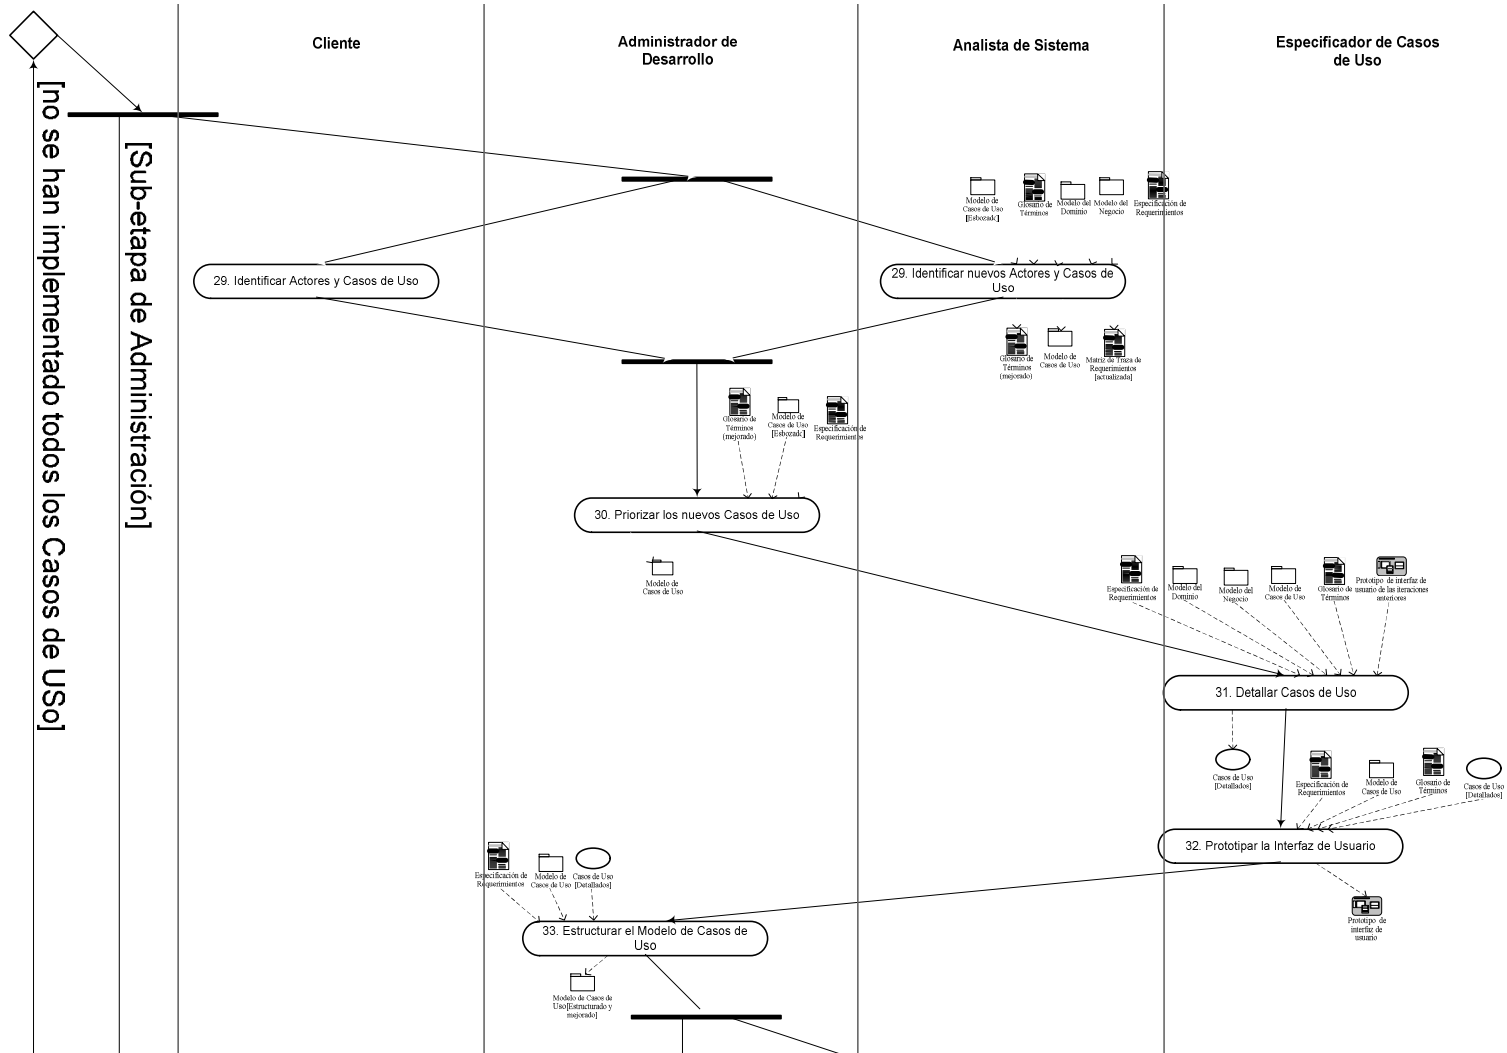 Cliente
Administrador de
Desarrollo
Analista de Sistema
Especificador de Casos
de Uso
[no se han implementado todos los Casos de USo]
[Sub-etapa de Administración]
Modelo de
Casos de Uso
[Esbozado]
Glosario de
Términos
Modelo del
Dominio
Modelo del
Negocio
Especificación de
Requerimientos
29. Identificar Actores y Casos de Uso
29. Identificar nuevos Actores y Casos de
Uso
Glosario de
Términos
(mejorado)
Modelo de
Casos de Uso
Matriz de Traza de
Requerimientos
[actualizada]
Glosario de
Términos
(mejorado)
Modelo de
Casos de Uso
[Esbozado]
Especificación de
Requerimientos
30. Priorizar los nuevos Casos de Uso
Modelo de
Casos de Uso
Especificación de
Requerimientos
Modelo del
Dominio
Modelo del
Negocio
Modelo de
Casos de Uso
Glosario de
Términos
Prototipo de interfaz de
usuario de las iteraciones
anteriores
31. Detallar Casos de Uso
Casos de Uso
[Detallados]
Especificación de
Requerimientos
Modelo de
Casos de Uso
Glosario de
Términos
Casos de Uso
[Detallados]
32. Prototipar la Interfaz de Usuario
Prototipo de
interfaz de
usuario
Especificación de
Requerimientos
Modelo de
Casos de Uso
Casos de Uso
[Detallados]
33. Estructurar el Modelo de Casos de
Uso
Modelo de Casos de
Uso[Estructurado y
mejorado]